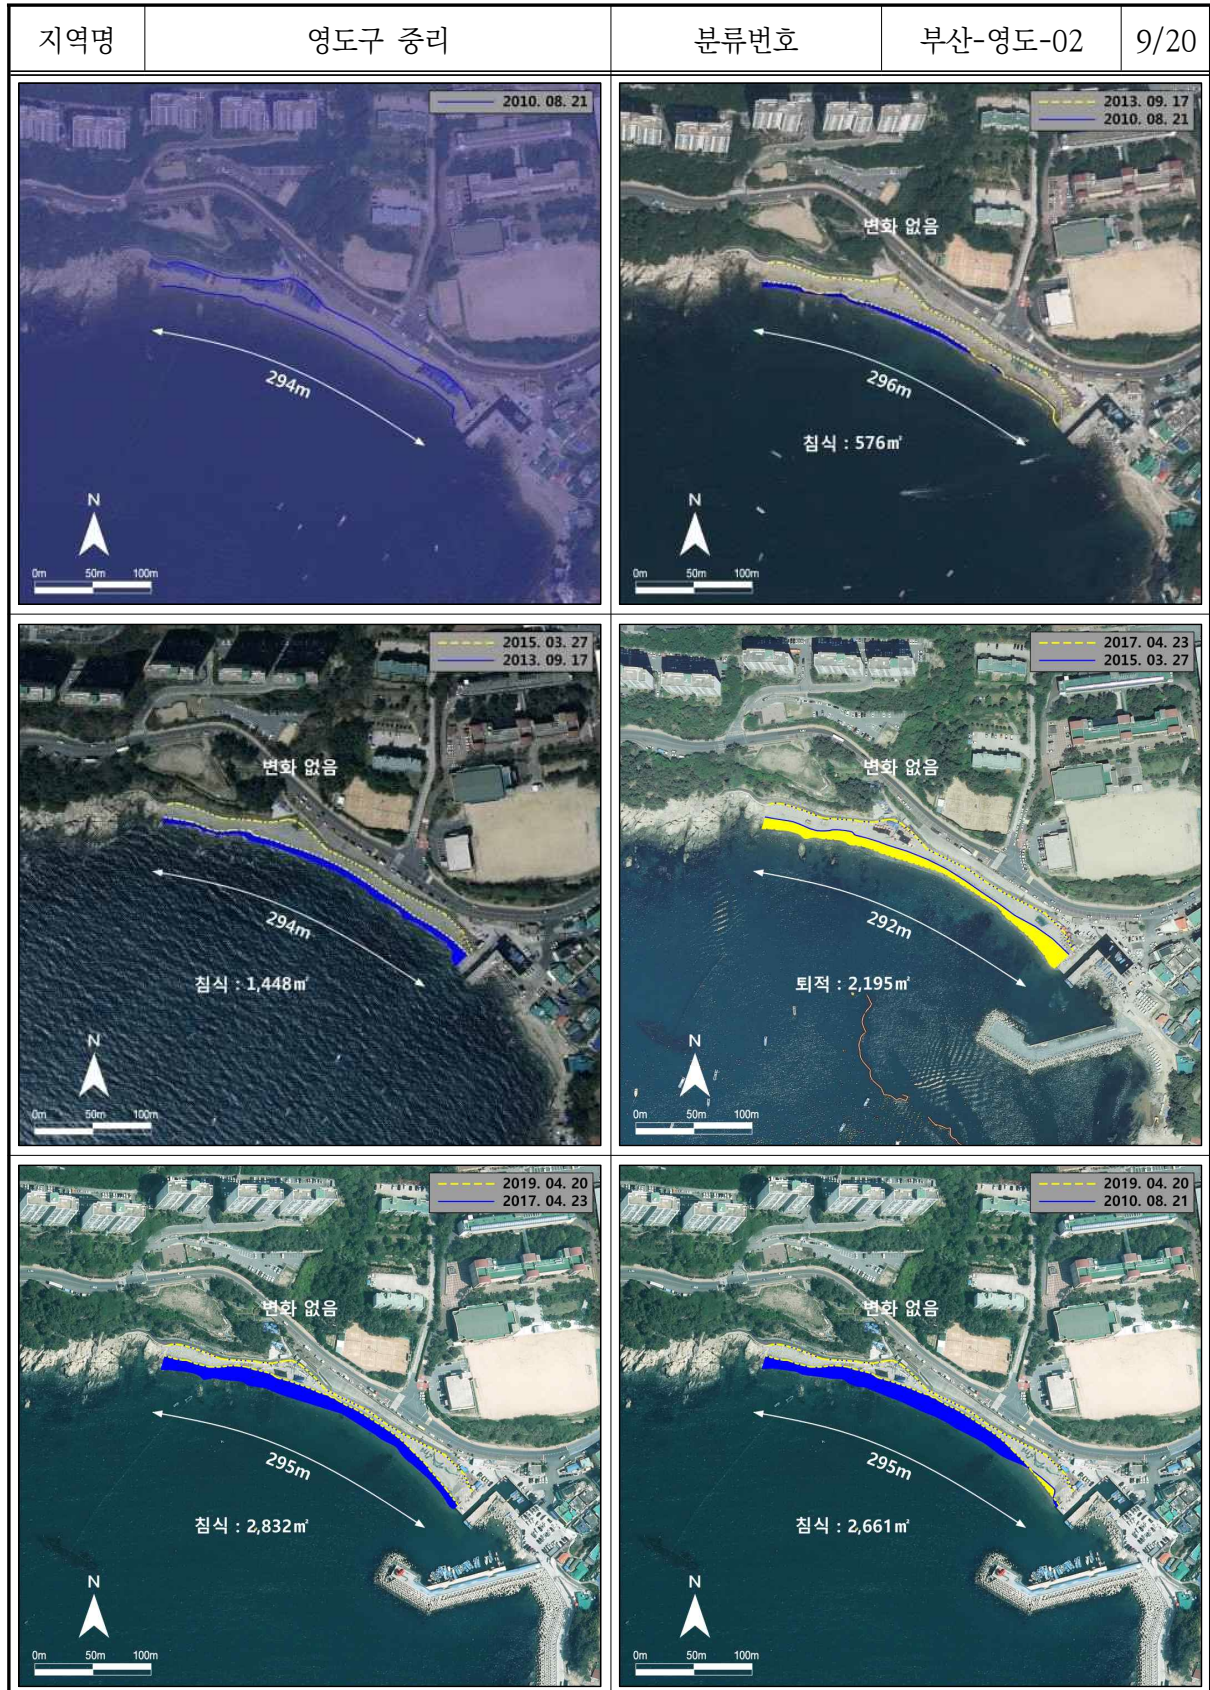 지역명 영도구 중리 분류번호 부산-영도-02 9/20
2010. 08. 21
294m
N
0m 50m 100m
2013. 09. 17
2010. 08. 21
변화 없음
296m
침식 : 576㎡
N
0m 50m 100m
2015. 03. 27
2013. 09. 17
변화 없음
294m
침식 : 1,448㎡
N
0m 50m 100m
2017. 04. 23
2015. 03. 27
변화 없음
292m
퇴적 : 2,195㎡
N
0m 50m 100m
2019. 04. 20
2017. 04. 23
변화 없음
295m
침식 : 2,832㎡
N
0m 50m 100m
2019. 04. 20
2010. 08. 21
변화 없음
295m
침식 : 2,661㎡
N
0m 50m 100m